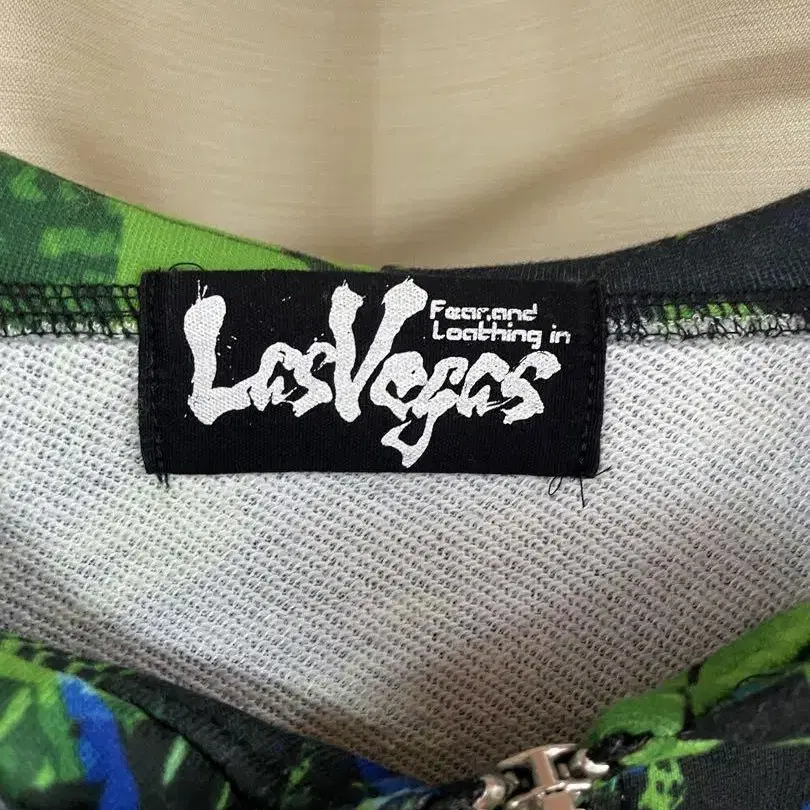 Fear,and
Loathing in
LasVegas